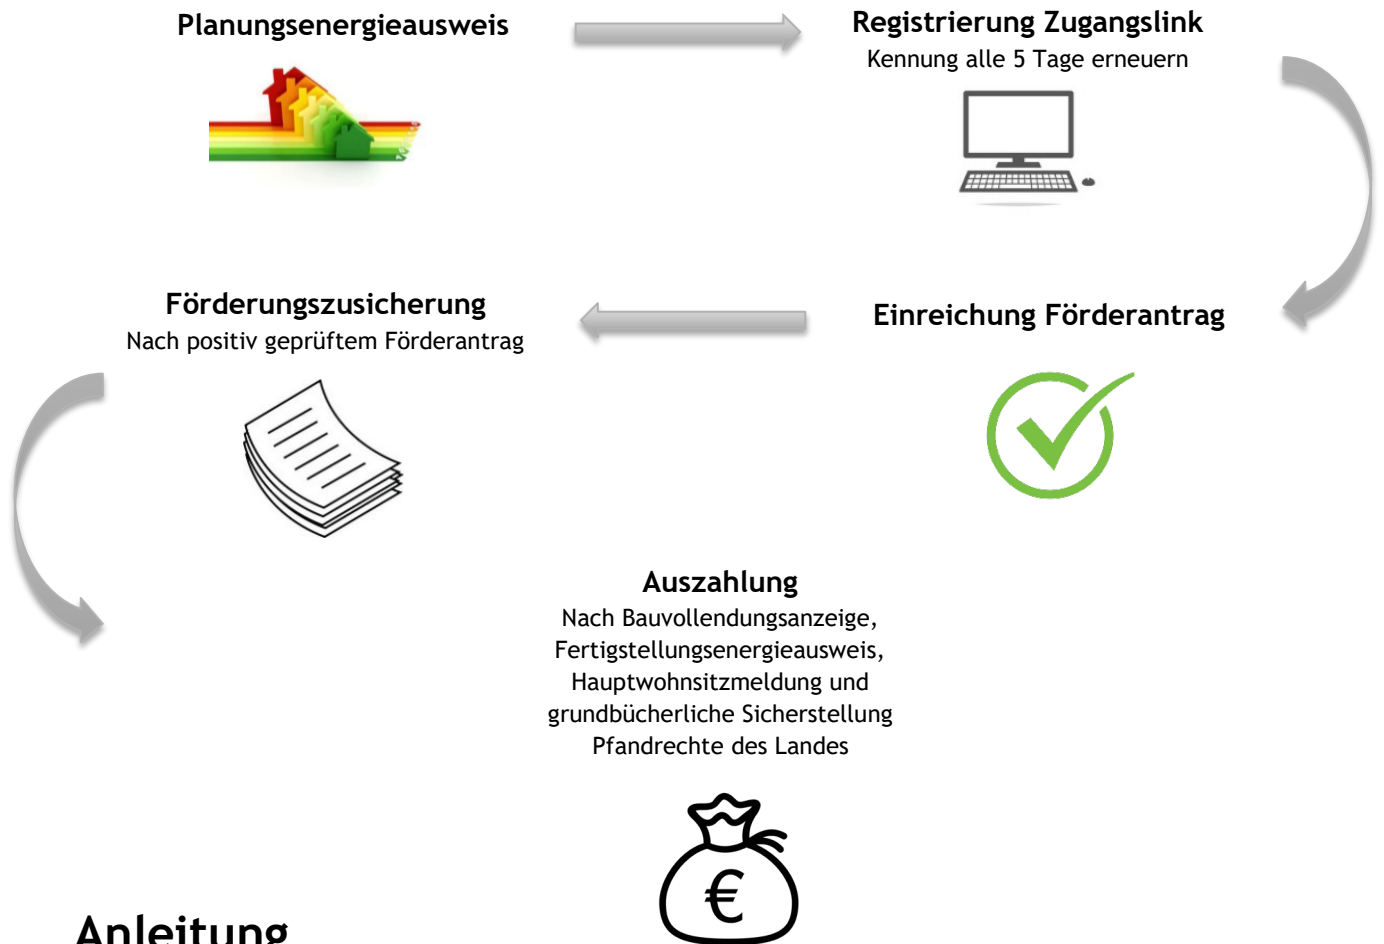 Planungsenergieausweis
Registrierung Zugangslink
Kennung alle 5 Tage erneuern
Förderungszusicherung
Nach positiv geprüftem Förderantrag
Einreichung Förderantrag
Auszahlung
Nach Bauvollendungsanzeige,
Fertigstellungsenergieausweis,
Hauptwohnsitzmeldung und
grundbücherliche Sicherstellung
Pfandrechte des Landes
€
Anleitung